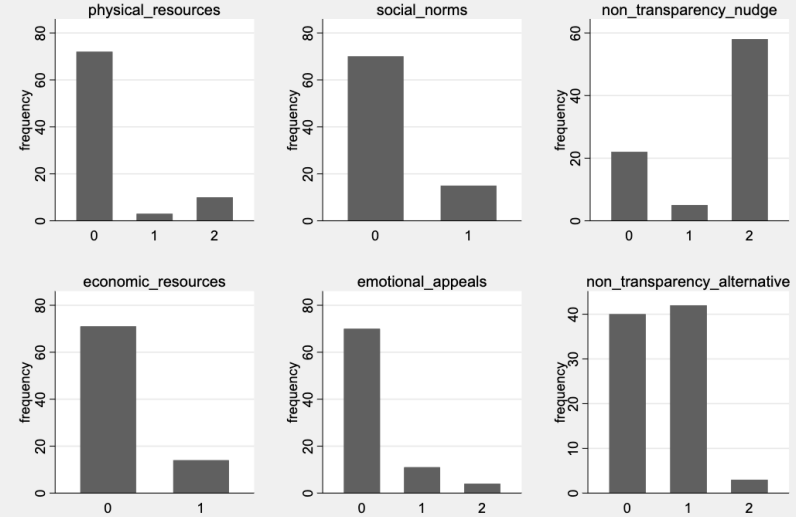 physical_resources
80
60
40
20
0
frequency
0 1 2
social_norms
80
60
40
20
0
frequency
0 1
non_transparency_nudge
60
40
20
0
frequency
0 1 2
economic_resources
80
60
40
20
0
frequency
0 1
emotional_appeals
80
60
40
20
0
frequency
0 1 2
non_transparency_alternative
40
30
20
10
0
frequency
0 1 2